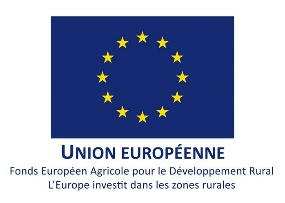 UNION EUROPÉENNE
Fonds Européen Agricole pour le Développement Rural
L'Europe investit dans les zones rurales